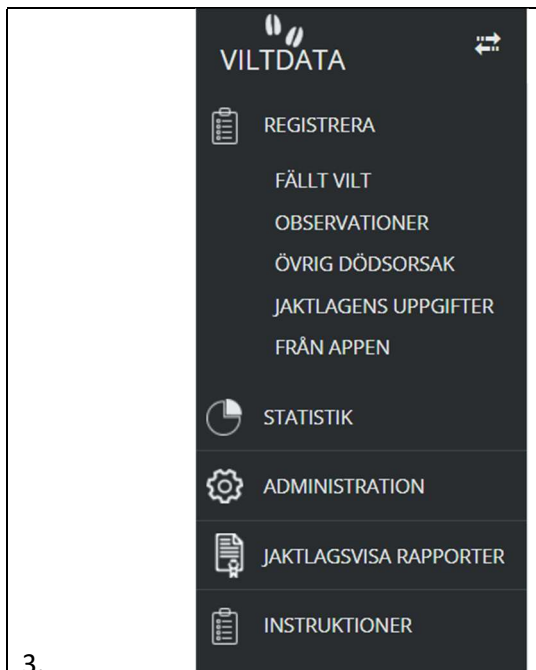 VILTDATA
REGISTRERA
FÄLLT VILT
OBSERVATIONER
ÖVRIG DÖDSORSAK
JAKTLAGENS UPPGIFTER
FRÅN APPEN
STATISTIK
ADMINISTRATION
JAKTLAGSVISA RAPPORTER
INSTRUKTIONER
3.